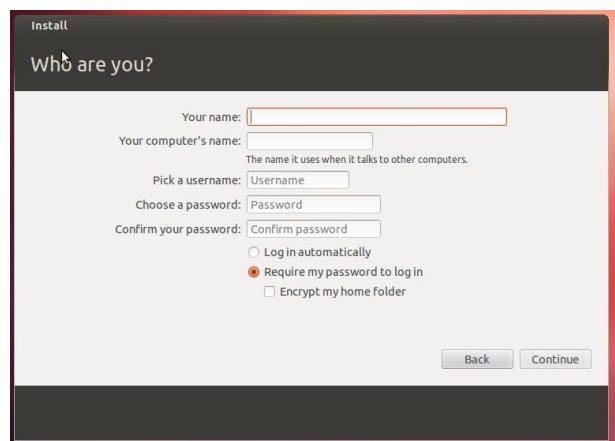 Install
Who are you?
Your name:
Your computer's name:
The name it uses when it talks to other computers.
Pick a username: Username
Choose a password: Password
Confirm your password: Confirm password
Log in automatically
Require my password to log in
Encrypt my home folder
Back Continue